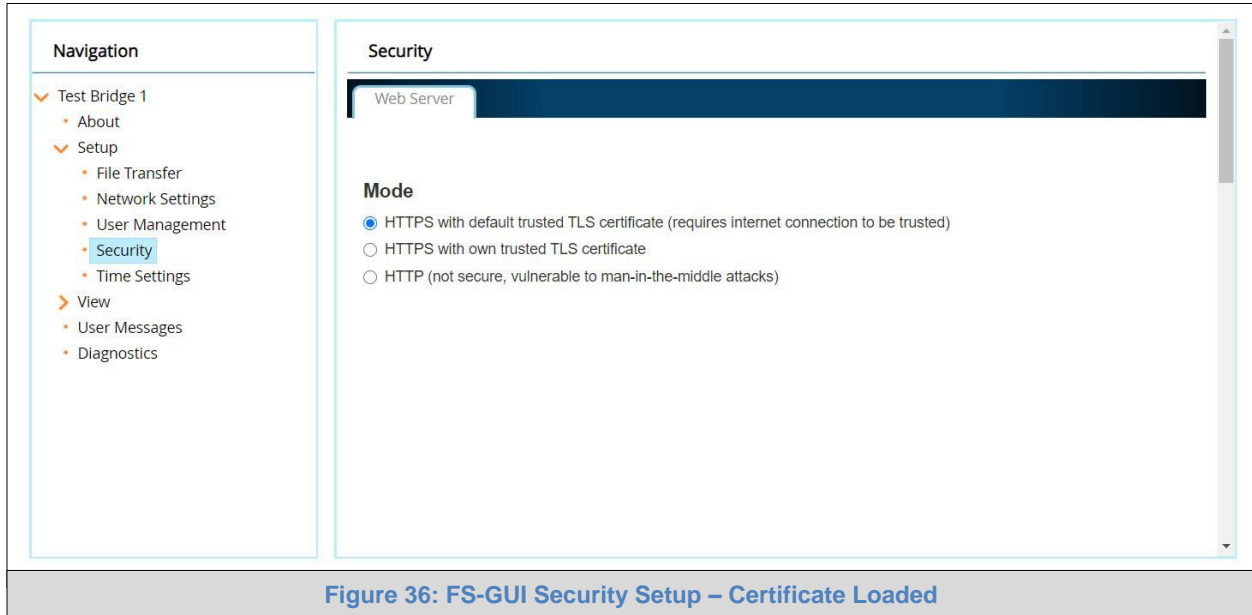 Navigation
Test Bridge 1
About
Setup
File Transfer
Network Settings
User Management
Security
Time Settings
View
User Messages
Diagnostics
Security
Web Server
Mode
HTTPS with default trusted TLS certificate (requires internet connection to be trusted)
HTTPS with own trusted TLS certificate
HTTP (not secure, vulnerable to man-in-the-middle attacks)
Figure 36: FS-GUI Security Setup – Certificate Loaded